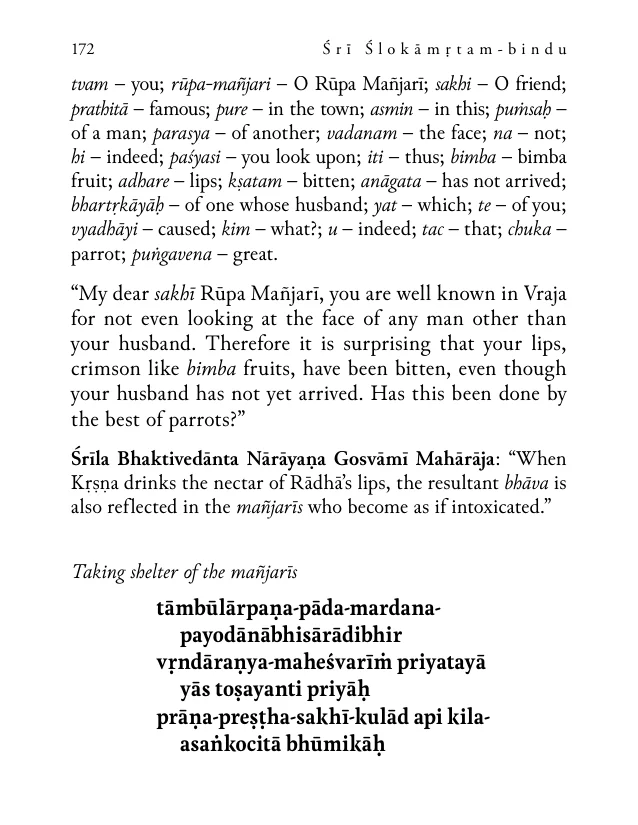 172
Śrī Ślokāmṛtam-bindu
tvam – you; rūpa-mañjari – O Rūpa Mañjarī; sakhi – O friend;
prathitā – famous; pure – in the town; asmin – in this; puṁsaḥ –
of a man; parasya – of another; vadanam – the face; na – not;
hi – indeed; paśyasi – you look upon; iti – thus; bimba – bimba
fruit; adhare – lips; kṣatam – bitten; anāgata – has not arrived;
bhartṛkāyāḥ – of one whose husband; yat – which; te – of you;
vyadhāyi – caused; kim – what?; u – indeed; tac – that; chuka –
parrot; puṅgavena – great.
“My dear sakhī Rūpa Mañjarī, you are well known in Vraja
for not even looking at the face of any man other than
your husband. Therefore it is surprising that your lips,
crimson like bimba fruits, have been bitten, even though
your husband has not yet arrived. Has this been done by
the best of parrots?”
Śrīla Bhaktivedānta Nārāyaṇa Gosvāmī Mahārāja: “When
Kṛṣṇa drinks the nectar of Rādhā’s lips, the resultant bhāva is
also reflected in the mañjarīs who become as if intoxicated.”
Taking shelter of the mañjarīs
tāmbūlārpaṇa-pāda-mardana-
payodānābhisārādibhir
vṛndāraṇya-maheśvarīṁ priyatayā
yās toṣayanti priyāḥ
prāṇa-preṣṭha-sakhī-kulād api kila-
asaṅkocitā bhūmikāḥ